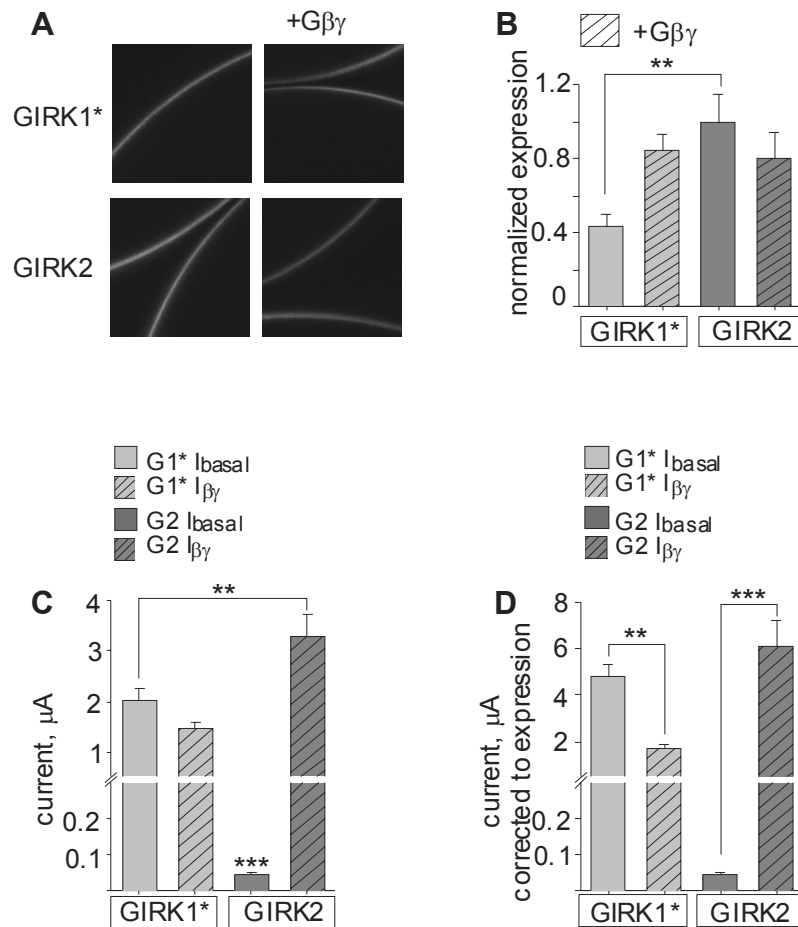 A
+Gβγ
GIRK1*
GIRK2
B
+Gβγ
normalized expression
1.2
0.8
0.4
0
**
GIRK1*
GIRK2
G1* Ibasal
G1* Iβγ
G2 Ibasal
G2 Iβγ
C
current, μA
4
3
2
1
0.2
0.1
**
***
GIRK1*
GIRK2
G1* Ibasal
G1* Iβγ
G2 Ibasal
G2 Iβγ
D
current, μA
corrected to expression
8
6
4
2
0.2
0.1
**
***
GIRK1*
GIRK2